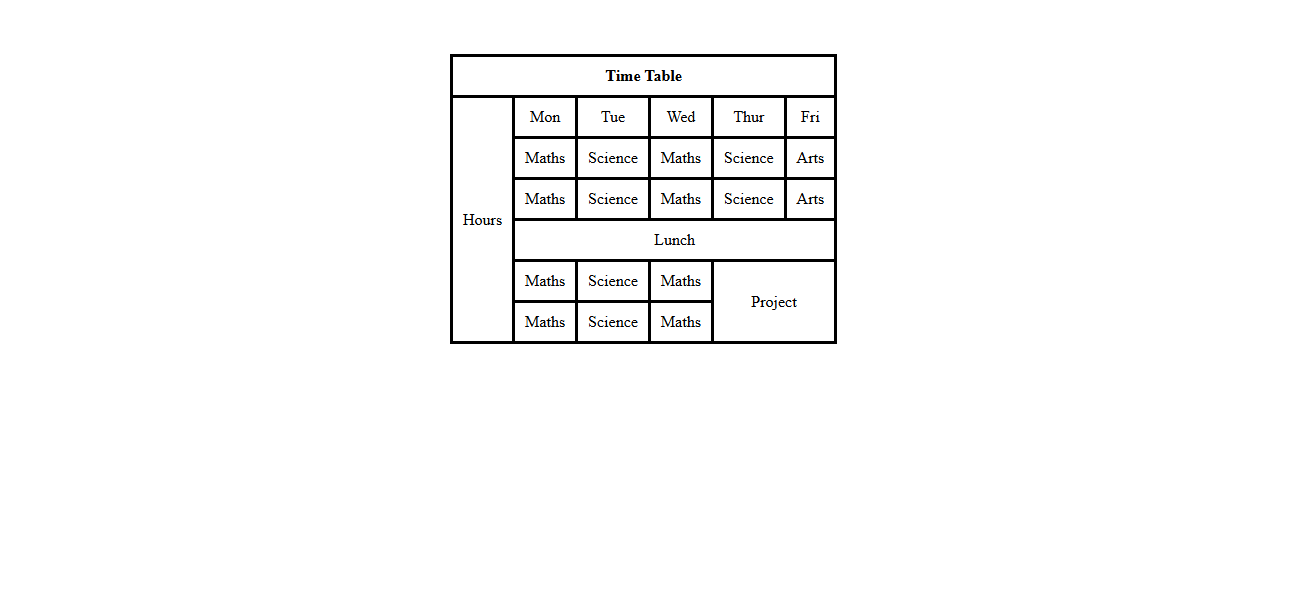 Time Table
Mon Tue Wed Thur Fri
Maths Science Maths Science Arts
Maths Science Maths Science Arts
Hours
Lunch
Maths Science Maths
Project
Maths Science Maths